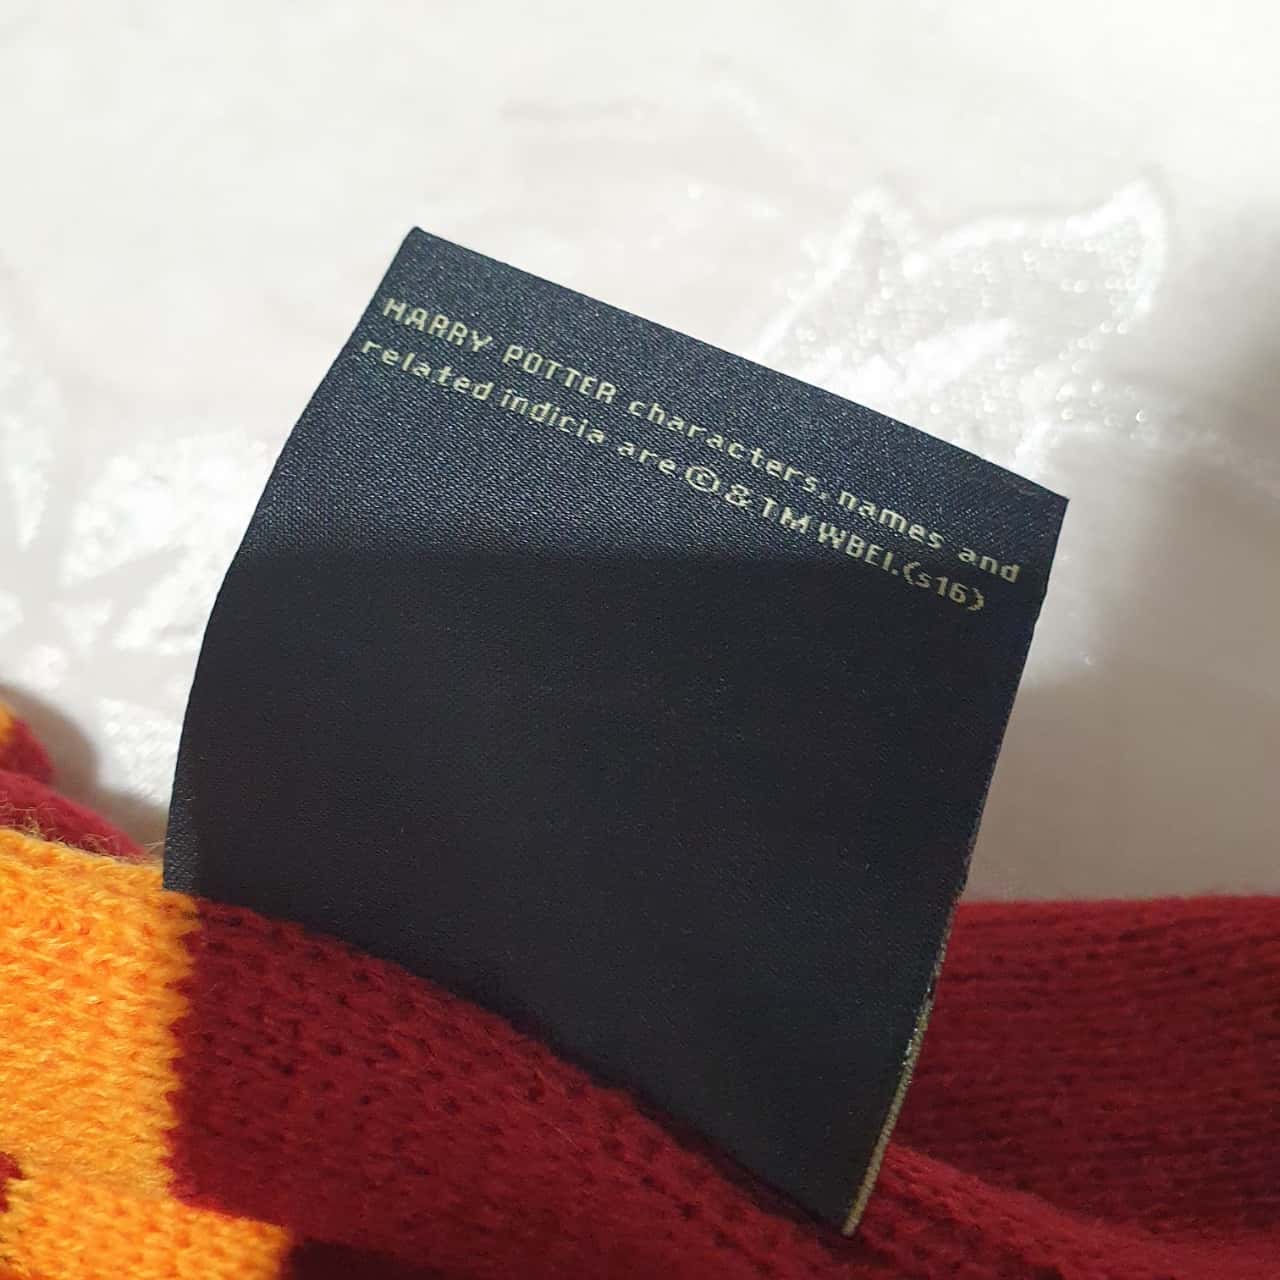 HARRY POTTER characters, names and
related indicia are © & TM WBEI.(s16)